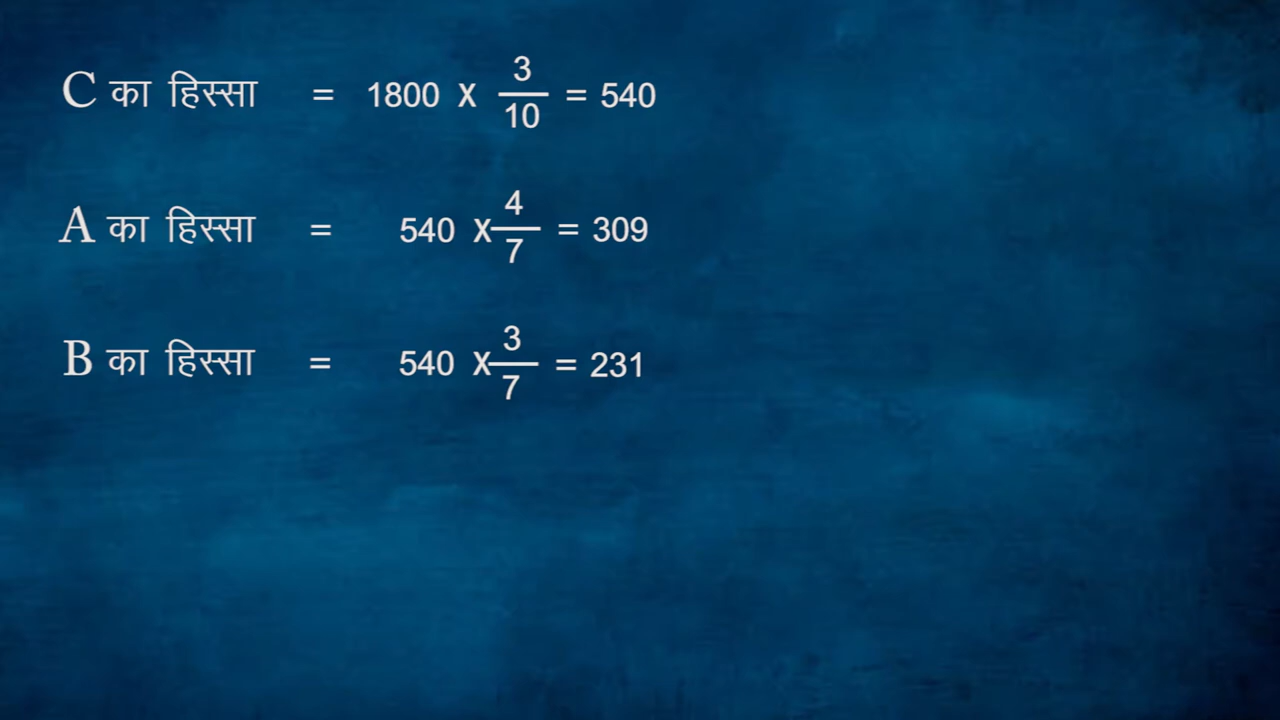 C का हिस्सा = 1800 x 3/10 = 540
A का हिस्सा = 540 x 4/7 = 309
B का हिस्सा = 540 x 3/7 = 231